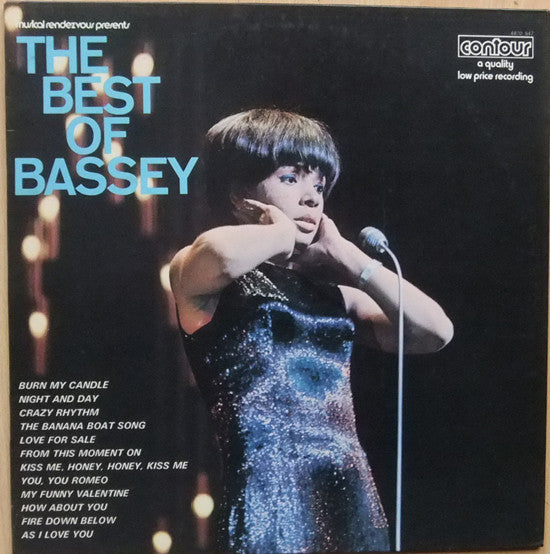 musical rendezvous presents
THE
BEST
OF
BASSEY
6870 547
contour
a quality
low price recording
BURN MY CANDLE
NIGHT AND DAY
CRAZY RHYTHM
THE BANANA BOAT SONG
LOVE FOR SALE
FROM THIS MOMENT ON
KISS ME, HONEY, HONEY, KISS ME
YOU, YOU ROMEO
MY FUNNY VALENTINE
HOW ABOUT YOU
FIRE DOWN BELOW
AS I LOVE YOU